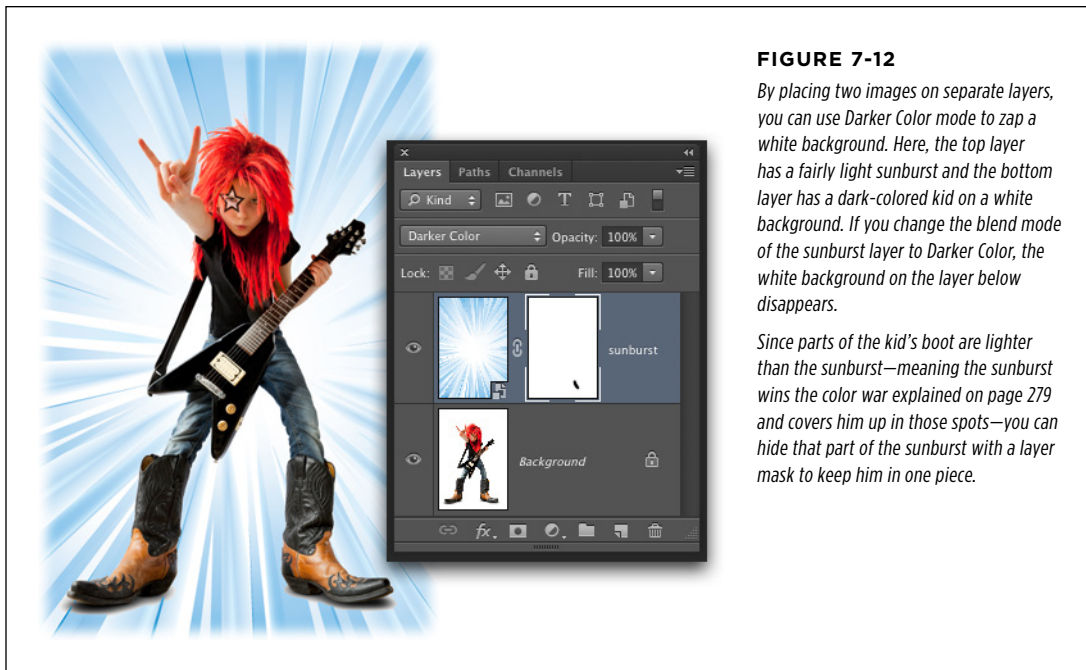 FIGURE 7-12
By placing two images on separate layers,
you can use Darker Color mode to zap a
white background. Here, the top layer
has a fairly light sunburst and the bottom
layer has a dark-colored kid on a white
background. If you change the blend mode
of the sunburst layer to Darker Color, the
white background on the layer below
disappears.
Since parts of the kid's boot are lighter
than the sunburst—meaning the sunburst
wins the color war explained on page 279
and covers him up in those spots—you can
hide that part of the sunburst with a layer
mask to keep him in one piece.
Layers Paths Channels
Kind T
Darker Color Opacity: 100%
Lock: Fill: 100%
sunburst
Background
fx